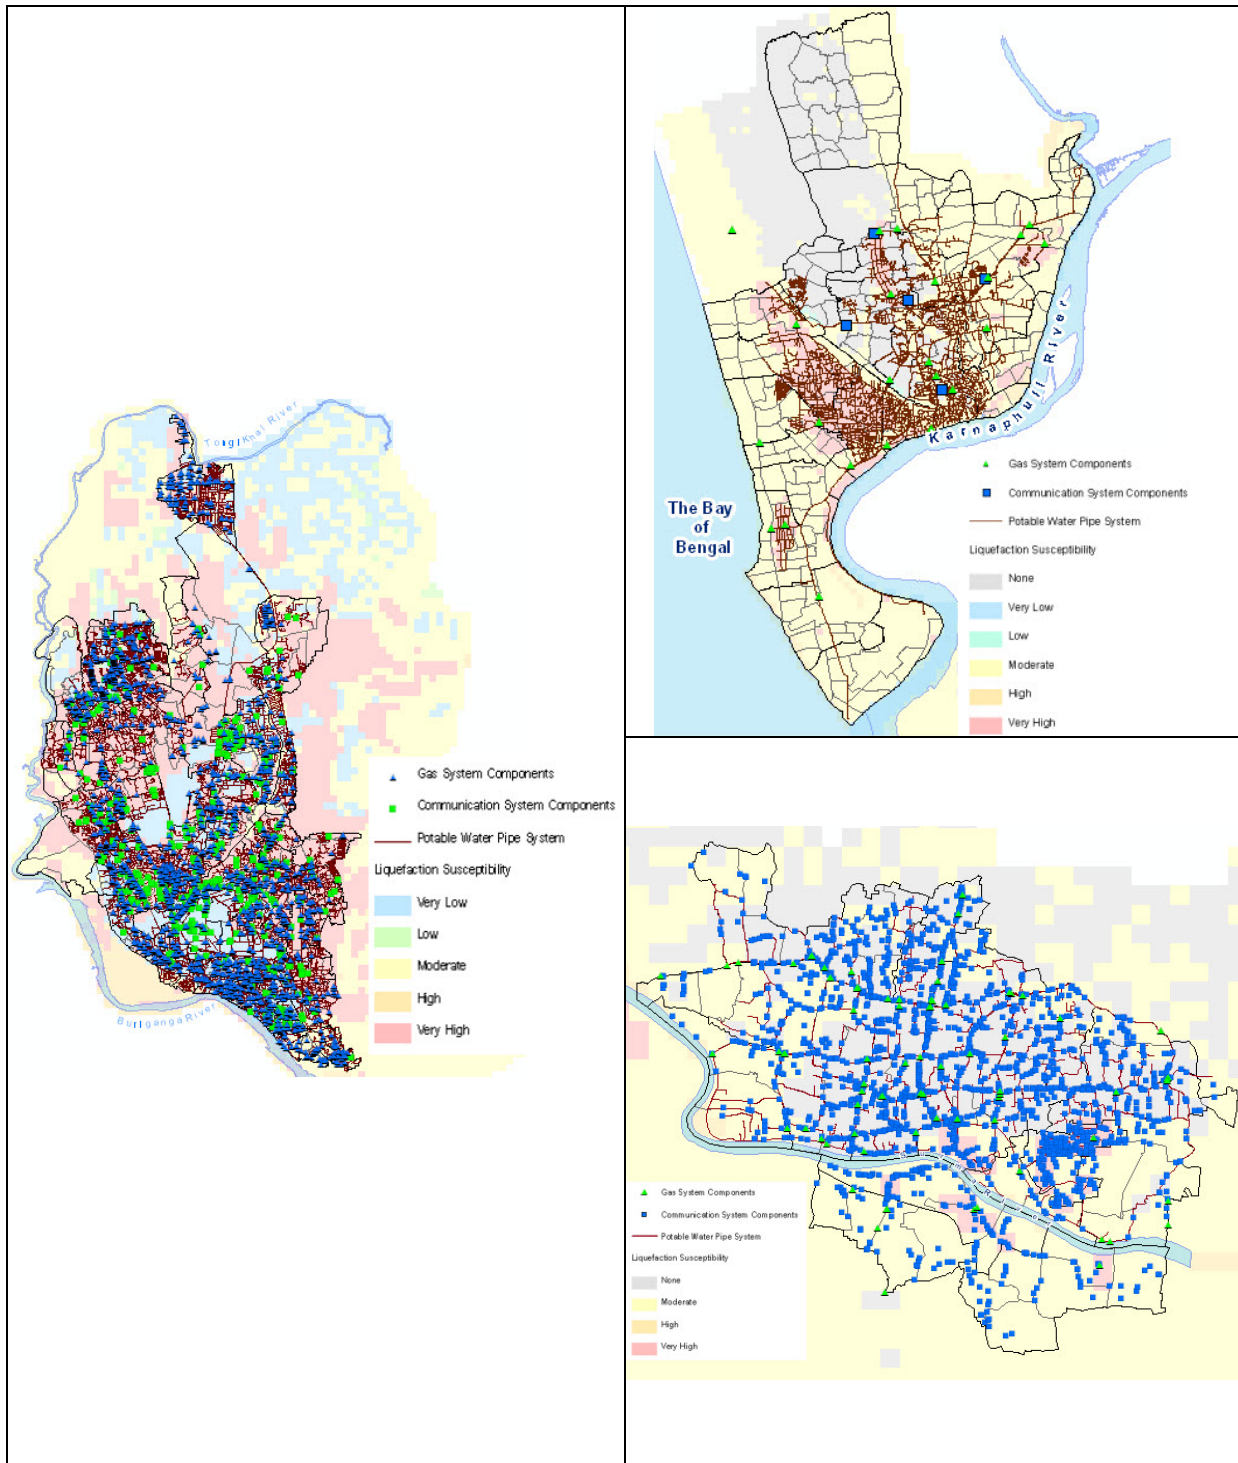 Tongi Khal River
Gas System Components
Communication System Components
Potable Water Pipe System
Liquefaction Susceptibility
Very Low
Low
Moderate
High
Very High
Buriganga River
Karnaphuli River
The Bay
of
Bengal
Gas System Components
Communication System Components
Potable Water Pipe System
Liquefaction Susceptibility
None
Very Low
Low
Moderate
High
Very High
Gas System Components
Communication System Components
Potable Water Pipe System
Liquefaction Susceptibility
None
Moderate
High
Very High